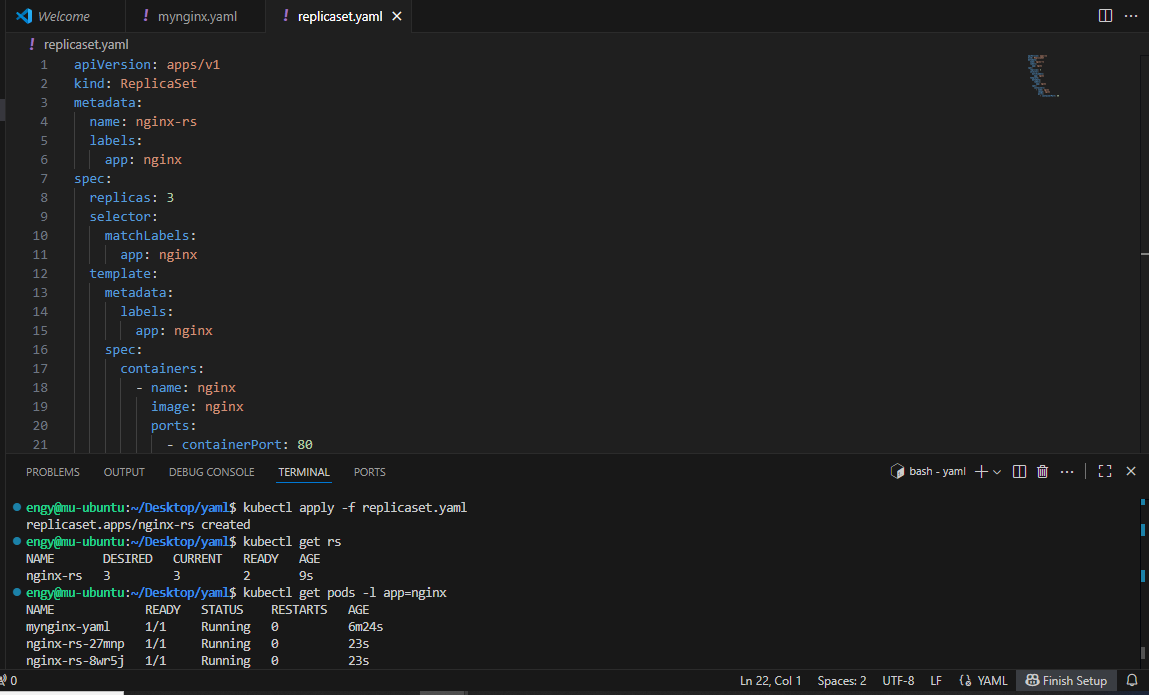 Welcome
! mynginx.yaml
! replicaset.yaml
! replicaset.yaml
1 apiVersion: apps/v1
2 kind: ReplicaSet
3 metadata:
4 name: nginx-rs
5 labels:
6 app: nginx
7 spec:
8 replicas: 3
9 selector:
10 matchLabels:
11 app: nginx
12 template:
13 metadata:
14 labels:
15 app: nginx
16 spec:
17 containers:
18 - name: nginx
19 image: nginx
20 ports:
21 - containerPort: 80
PROBLEMS OUTPUT DEBUG CONSOLE TERMINAL PORTS
bash - yaml
engy@mu-ubuntu:~/Desktop/yaml$ kubectl apply -f replicaset.yaml
replicaset.apps/nginx-rs created
engy@mu-ubuntu:~/Desktop/yaml$ kubectl get rs
NAME DESIRED CURRENT READY AGE
nginx-rs 3 3 2 9s
engy@mu-ubuntu:~/Desktop/yaml$ kubectl get pods -l app=nginx
NAME READY STATUS RESTARTS AGE
mynginx-yaml 1/1 Running 0 6m24s
nginx-rs-27mnp 1/1 Running 0 23s
nginx-rs-8wr5j 1/1 Running 0 23s
0 Ln 22, Col 1 Spaces: 2 UTF-8 LF YAML Finish Setup